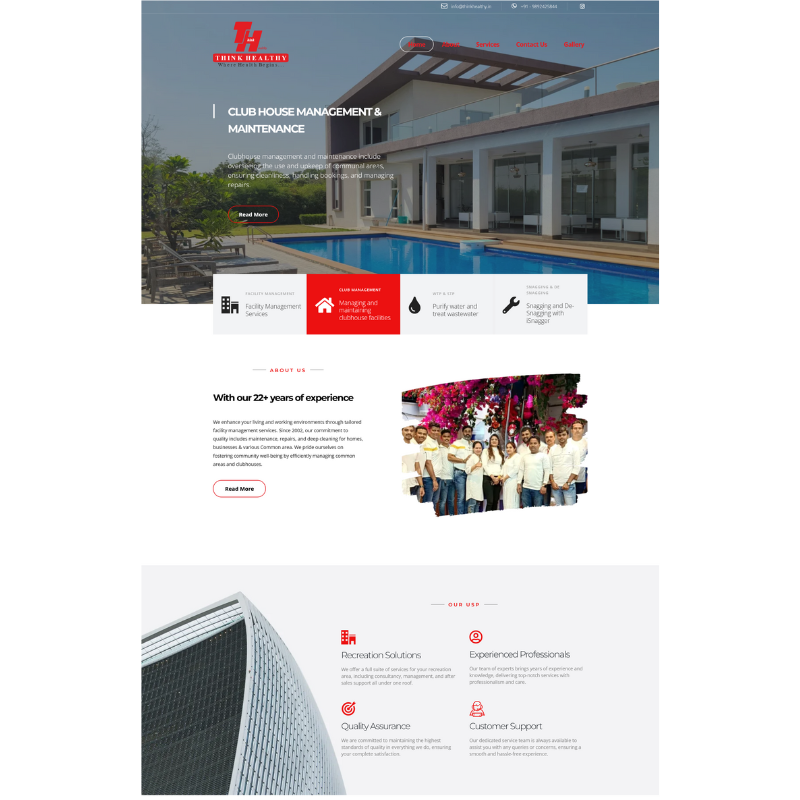 info@thinkhealthy.in
+91 - 9892425848
TH
THINK HEALTHY
Where Health Begins...
Home
About
Services
Contact Us
Gallery
CLUB HOUSE MANAGEMENT &
MAINTENANCE
Clubhouse management and maintenance include
overseeing the use and upkeep of communal areas,
ensuring cleanliness, handling bookings, and managing
repairs
Read More
FACILITY MANAGEMENT
Facility Management
Services
CLUB MANAGEMENT
Managing and
maintaining
clubhouse facilities
WTP & STP
Purify water and
treat wastewater
SNAGGING & DE
SNAGGING
Snagging and De-
Snagging with
iSnagger
ABOUT US
With our 22+ years of experience
We enhance your living and working environments through tailored
facility management services. Since 2002, our commitment to
quality includes maintenance, repairs, and deep cleaning for homes,
businesses & various Common area. We pride ourselves on
fostering community well-being by efficiently managing common
areas and clubhouses.
Read More
OUR USP
Recreation Solutions
We offer a full suite of services for your recreation
area, including consultancy, management, and after
sales support all under one roof.
Experienced Professionals
Our team of experts brings years of experience and
knowledge, delivering top-notch services with
professionalism and care.
Quality Assurance
We are committed to maintaining the highest
standards of quality in everything we do, ensuring
your complete satisfaction.
Customer Support
Our dedicated service team is always available to
assist you with any queries or concerns, ensuring a
smooth and hassle-free experience.